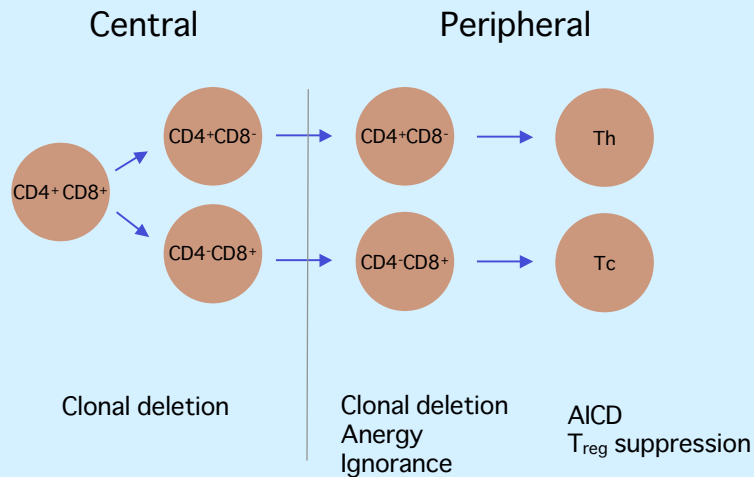 Central
Peripheral
CD4⁺CD8⁻
CD4⁺CD8⁻
Th
CD4⁺ CD8⁺
CD4⁻CD8⁺
CD4⁻CD8⁺
Tc
Clonal deletion
Clonal deletion
Anergy
Ignorance
AICD
Treg suppression